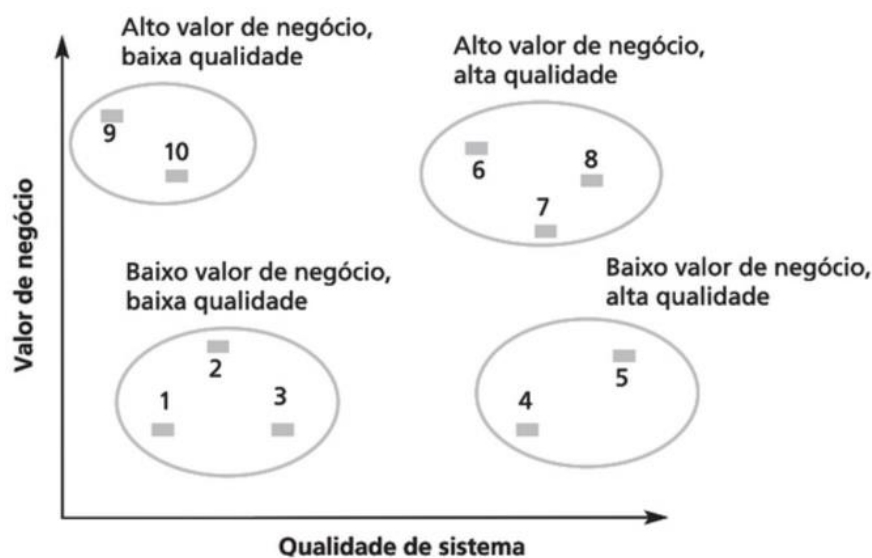 Alto valor de negócio,
baixa qualidade
9
10
Alto valor de negócio,
alta qualidade
6
8
7
Baixo valor de negócio,
baixa qualidade
2
1
3
Baixo valor de negócio,
alta qualidade
5
4
Valor de negócio
Qualidade de sistema